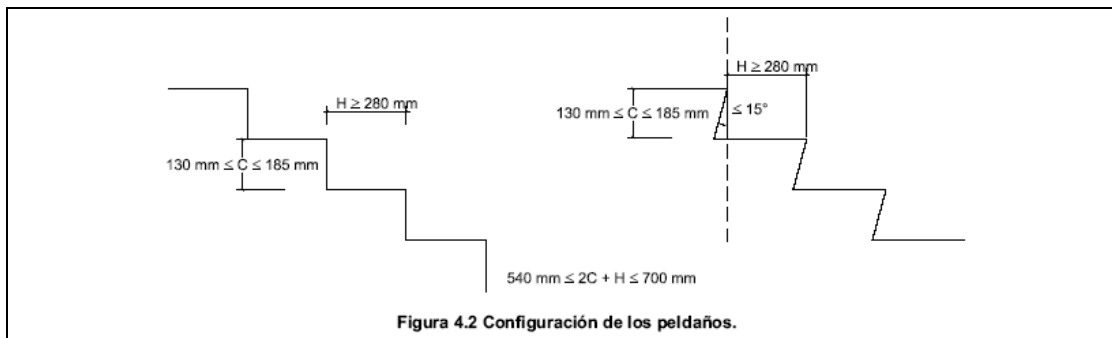 H ≥ 280 mm
130 mm ≤ C ≤ 185 mm
540 mm ≤ 2C + H ≤ 700 mm
H ≥ 280 mm
130 mm ≤ C ≤ 185 mm
≤ 15°
Figura 4.2 Configuración de los peldaños.